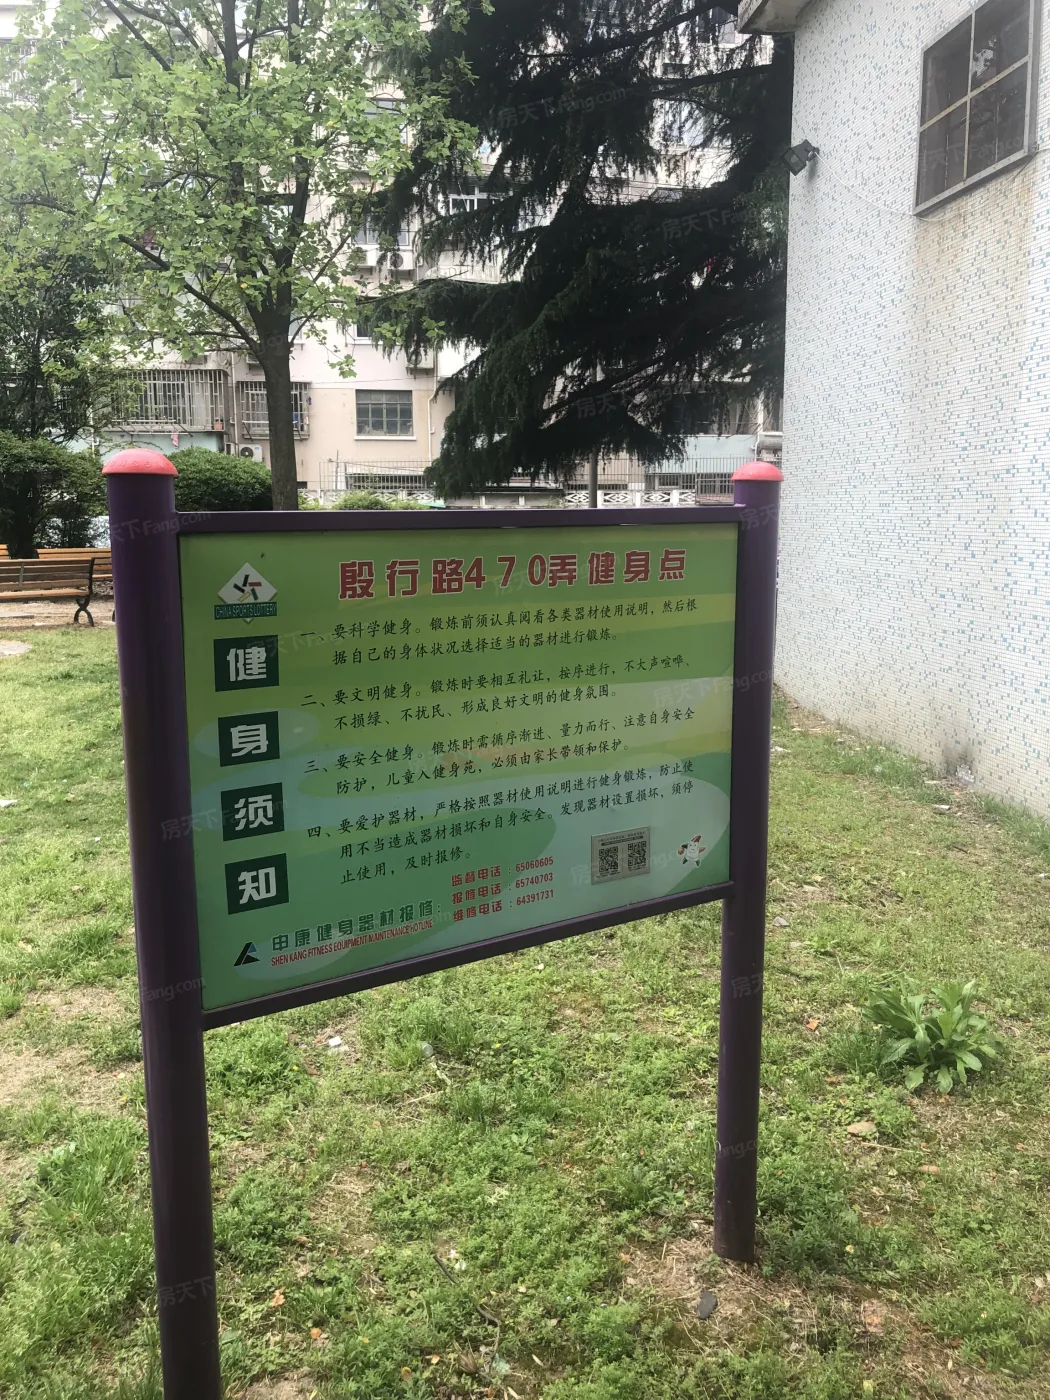 殷行路470弄健身点
CHINA SPORTS LOTTERY
健身须知
一、要科学健身。锻炼前须认真阅看各类器材使用说明，然后根
据自己的身体状况选择适当的器材进行锻炼。
二、要文明健身。锻炼时要相互礼让，按序进行，不大声喧哗、
不损绿、不扰民、形成良好文明的健身氛围。
三、要安全健身。锻炼时需循序渐进、量力而行、注意自身安全
防护，儿童入健身苑，必须由家长带领和保护。
四、要爱护器材，严格按照器材使用说明进行健身锻炼，防止使
用不当造成器材损坏和自身安全。发现器材设置损坏，须停
止使用，及时报修。
监督电话：65060605
报修电话：65740703
维修电话：64391731
申康健身器材报修：
SHEN KANG FITNESS EQUIPMENT MAINTENANCE HOTLINE
房天下Fang.com